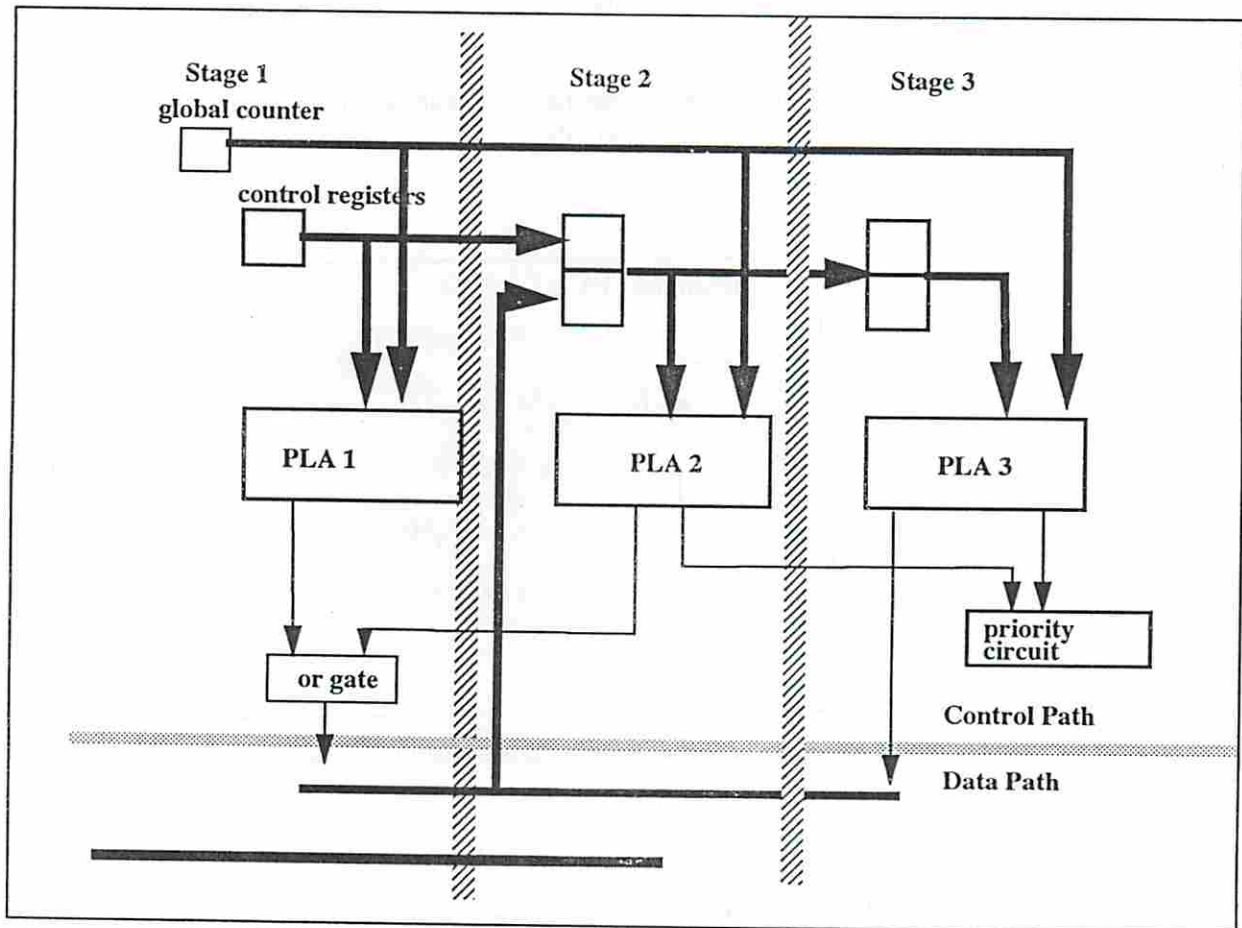 Stage 1
Stage 2
Stage 3
global counter
control registers
PLA 1
PLA 2
PLA 3
or gate
priority
circuit
Control Path
Data Path